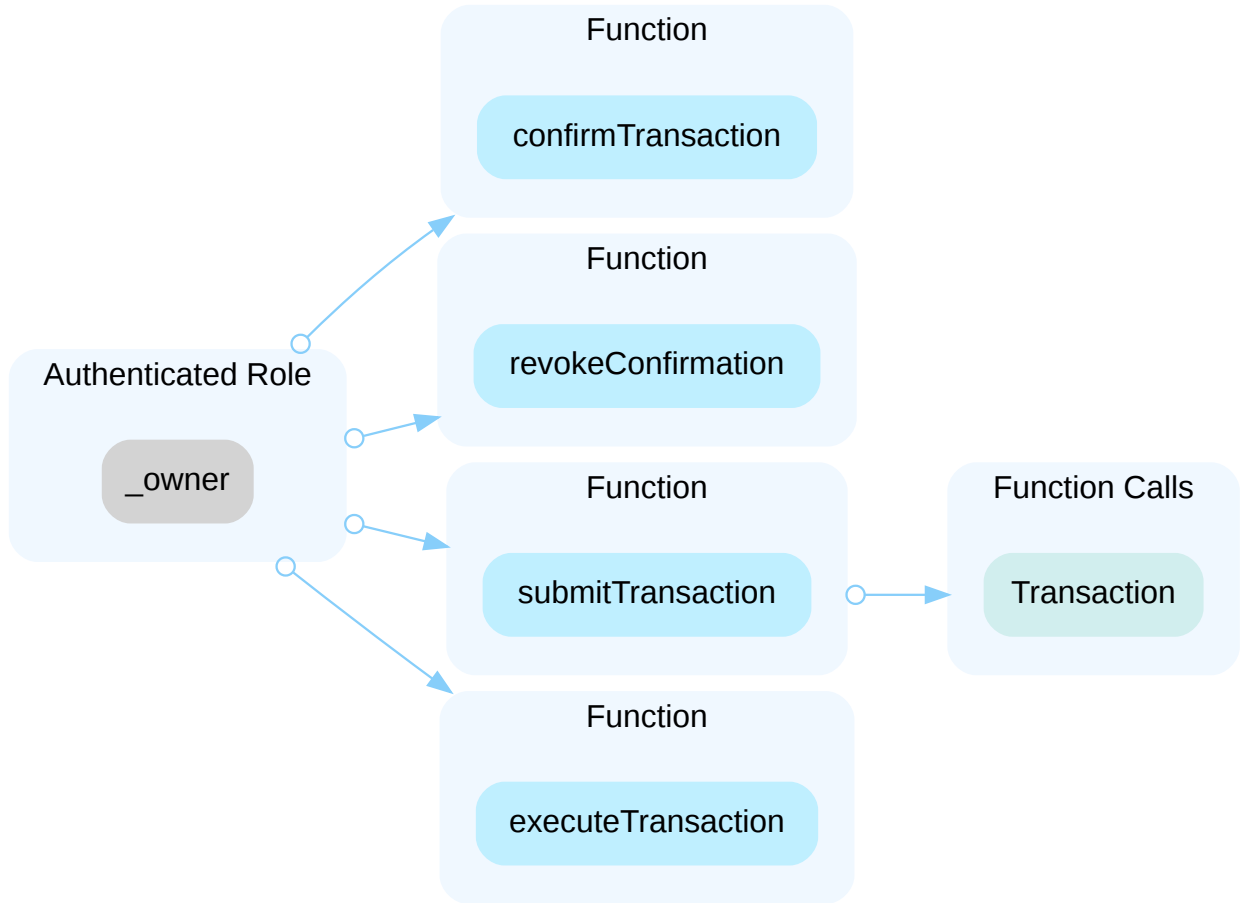 Function
confirmTransaction
Function
revokeConfirmation
Authenticated Role
_owner
Function
submitTransaction
Function Calls
Transaction
Function
executeTransaction